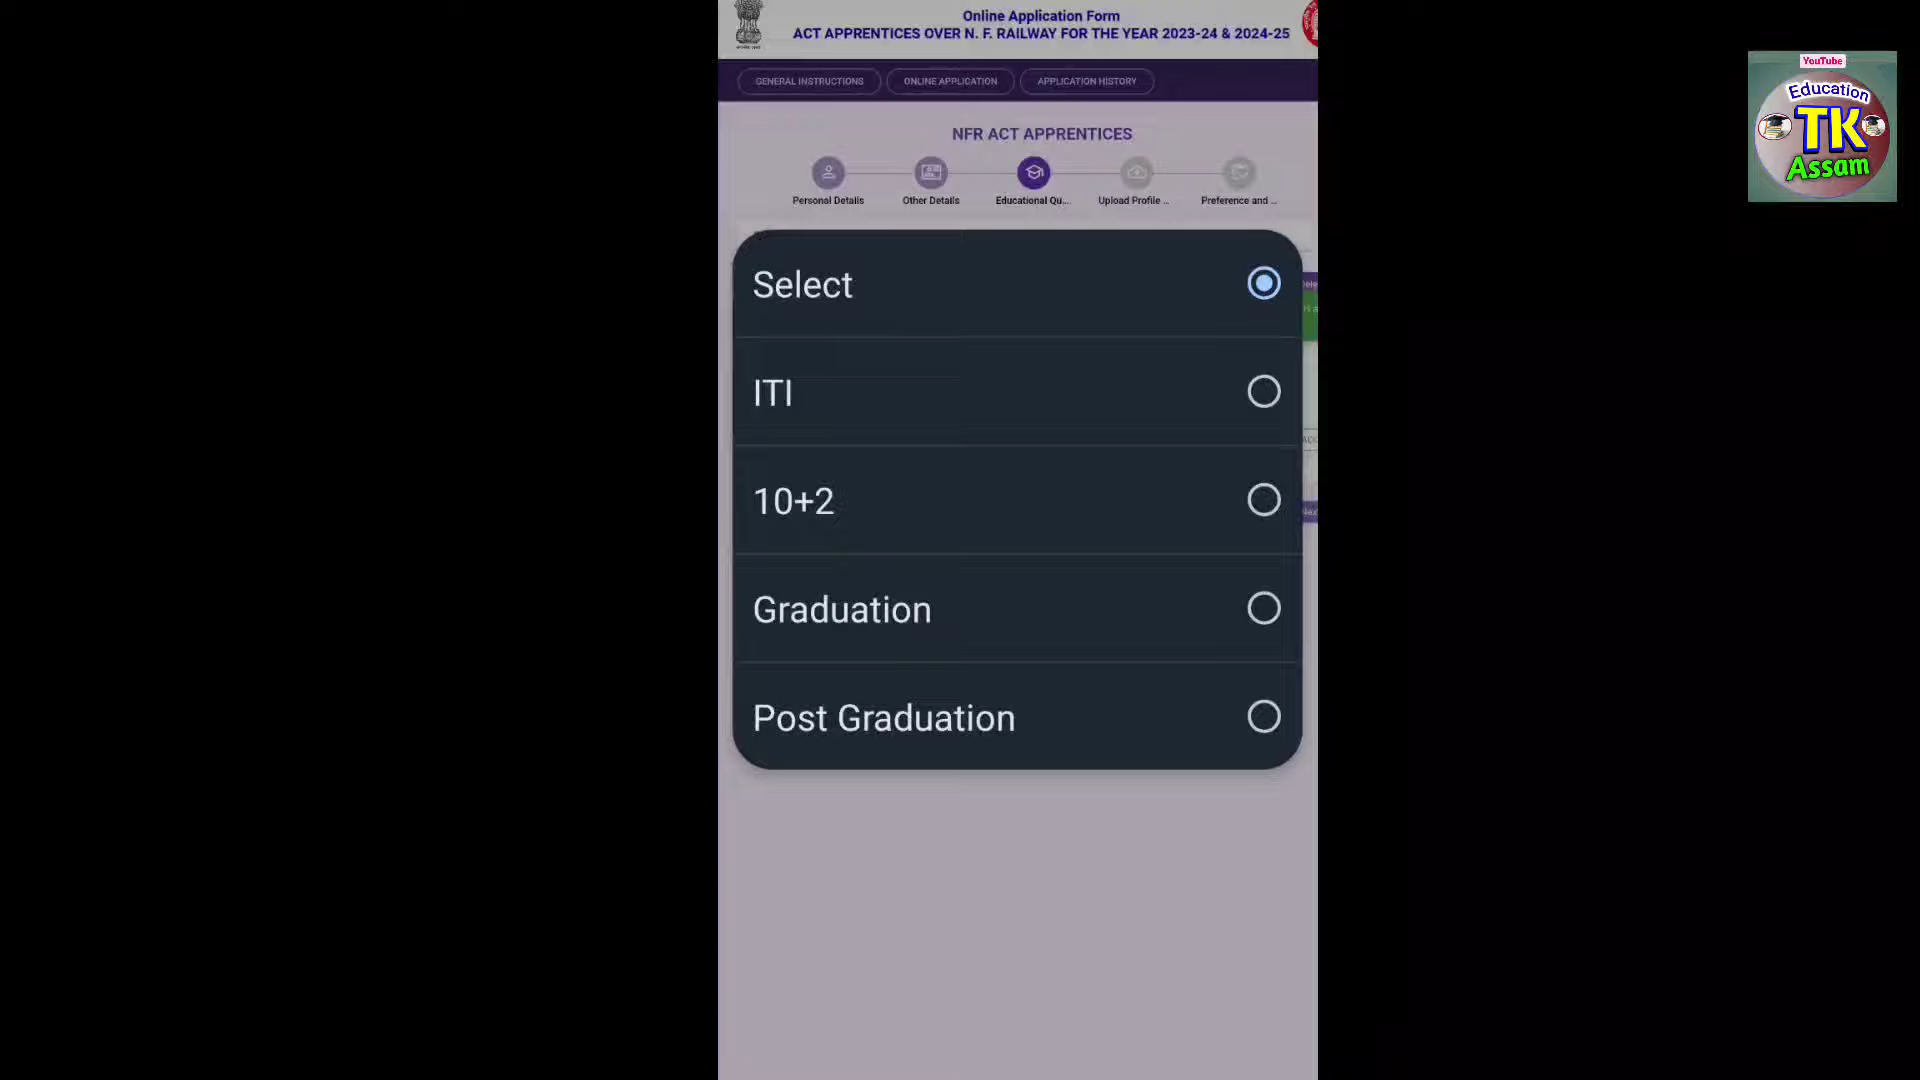 Online Application Form
ACT APPRENTICES OVER N. F. RAILWAY FOR THE YEAR 2023-24 & 2024-25
GENERAL INSTRUCTIONS
ONLINE APPLICATION
APPLICATION HISTORY
NFR ACT APPRENTICES
Personal Details
Other Details
Educational Qu...
Upload Profile ...
Preference and ...
Select
ITI
10+2
Graduation
Post Graduation
YouTube
Education
TK
Assam